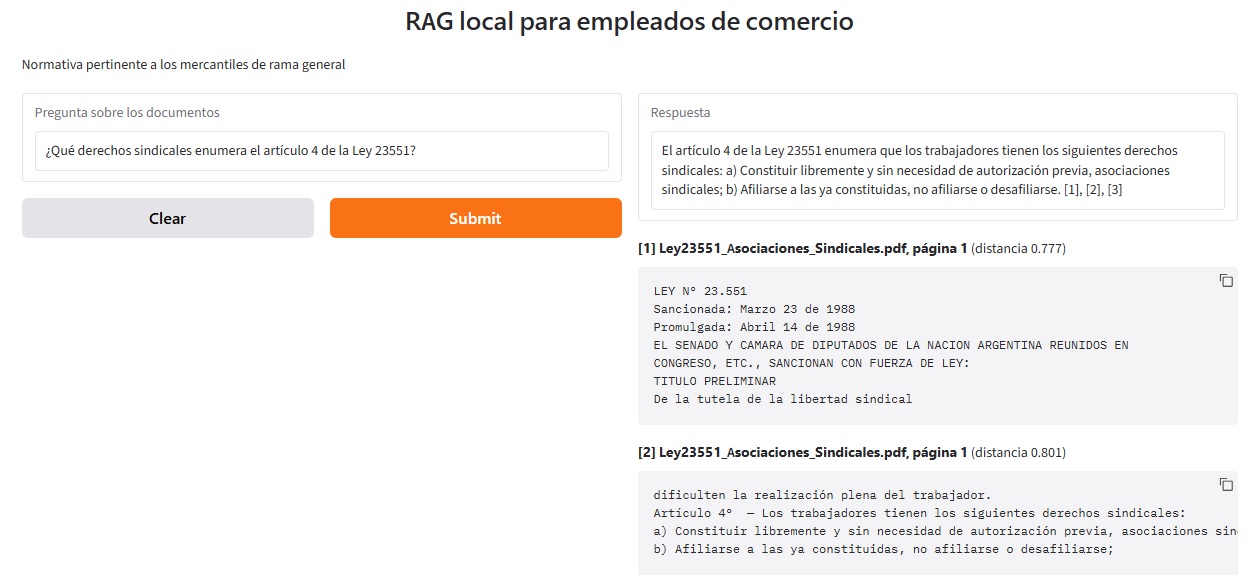 RAG local para empleados de comercio
Normativa pertinente a los mercantiles de rama general
Pregunta sobre los documentos
¿Qué derechos sindicales enumera el artículo 4 de la Ley 23551?
Clear
Submit
Respuesta
El artículo 4 de la Ley 23551 enumera que los trabajadores tienen los siguientes derechos
sindicales: a) Constituir libremente y sin necesidad de autorización previa, asociaciones
sindicales; b) Afiliarse a las ya constituidas, no afiliarse o desafiliarse. [1], [2], [3]
[1] Ley23551_Asociaciones_Sindicales.pdf, página 1 (distancia 0.777)
LEY Nº 23.551
Sancionada: Marzo 23 de 1988
Promulgada: Abril 14 de 1988
EL SENADO Y CAMARA DE DIPUTADOS DE LA NACION ARGENTINA REUNIDOS EN
CONGRESO, ETC., SANCIONAN CON FUERZA DE LEY:
TITULO PRELIMINAR
De la tutela de la libertad sindical
[2] Ley23551_Asociaciones_Sindicales.pdf, página 1 (distancia 0.801)
dificulten la realización plena del trabajador.
Artículo 4º — Los trabajadores tienen los siguientes derechos sindicales:
a) Constituir libremente y sin necesidad de autorización previa, asociaciones sin
b) Afiliarse a las ya constituidas, no afiliarse o desafiliarse;